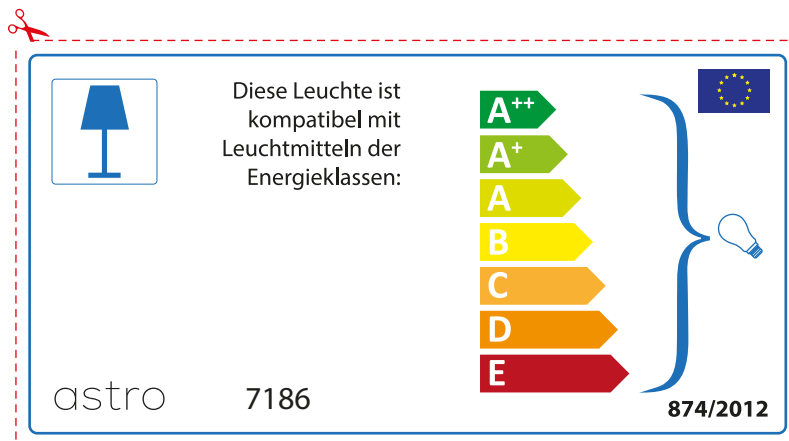 Diese Leuchte ist
kompatibel mit
Leuchtmitteln der
Energieklassen:
A++
A+
A
B
C
D
E
astro
7186
874/2012